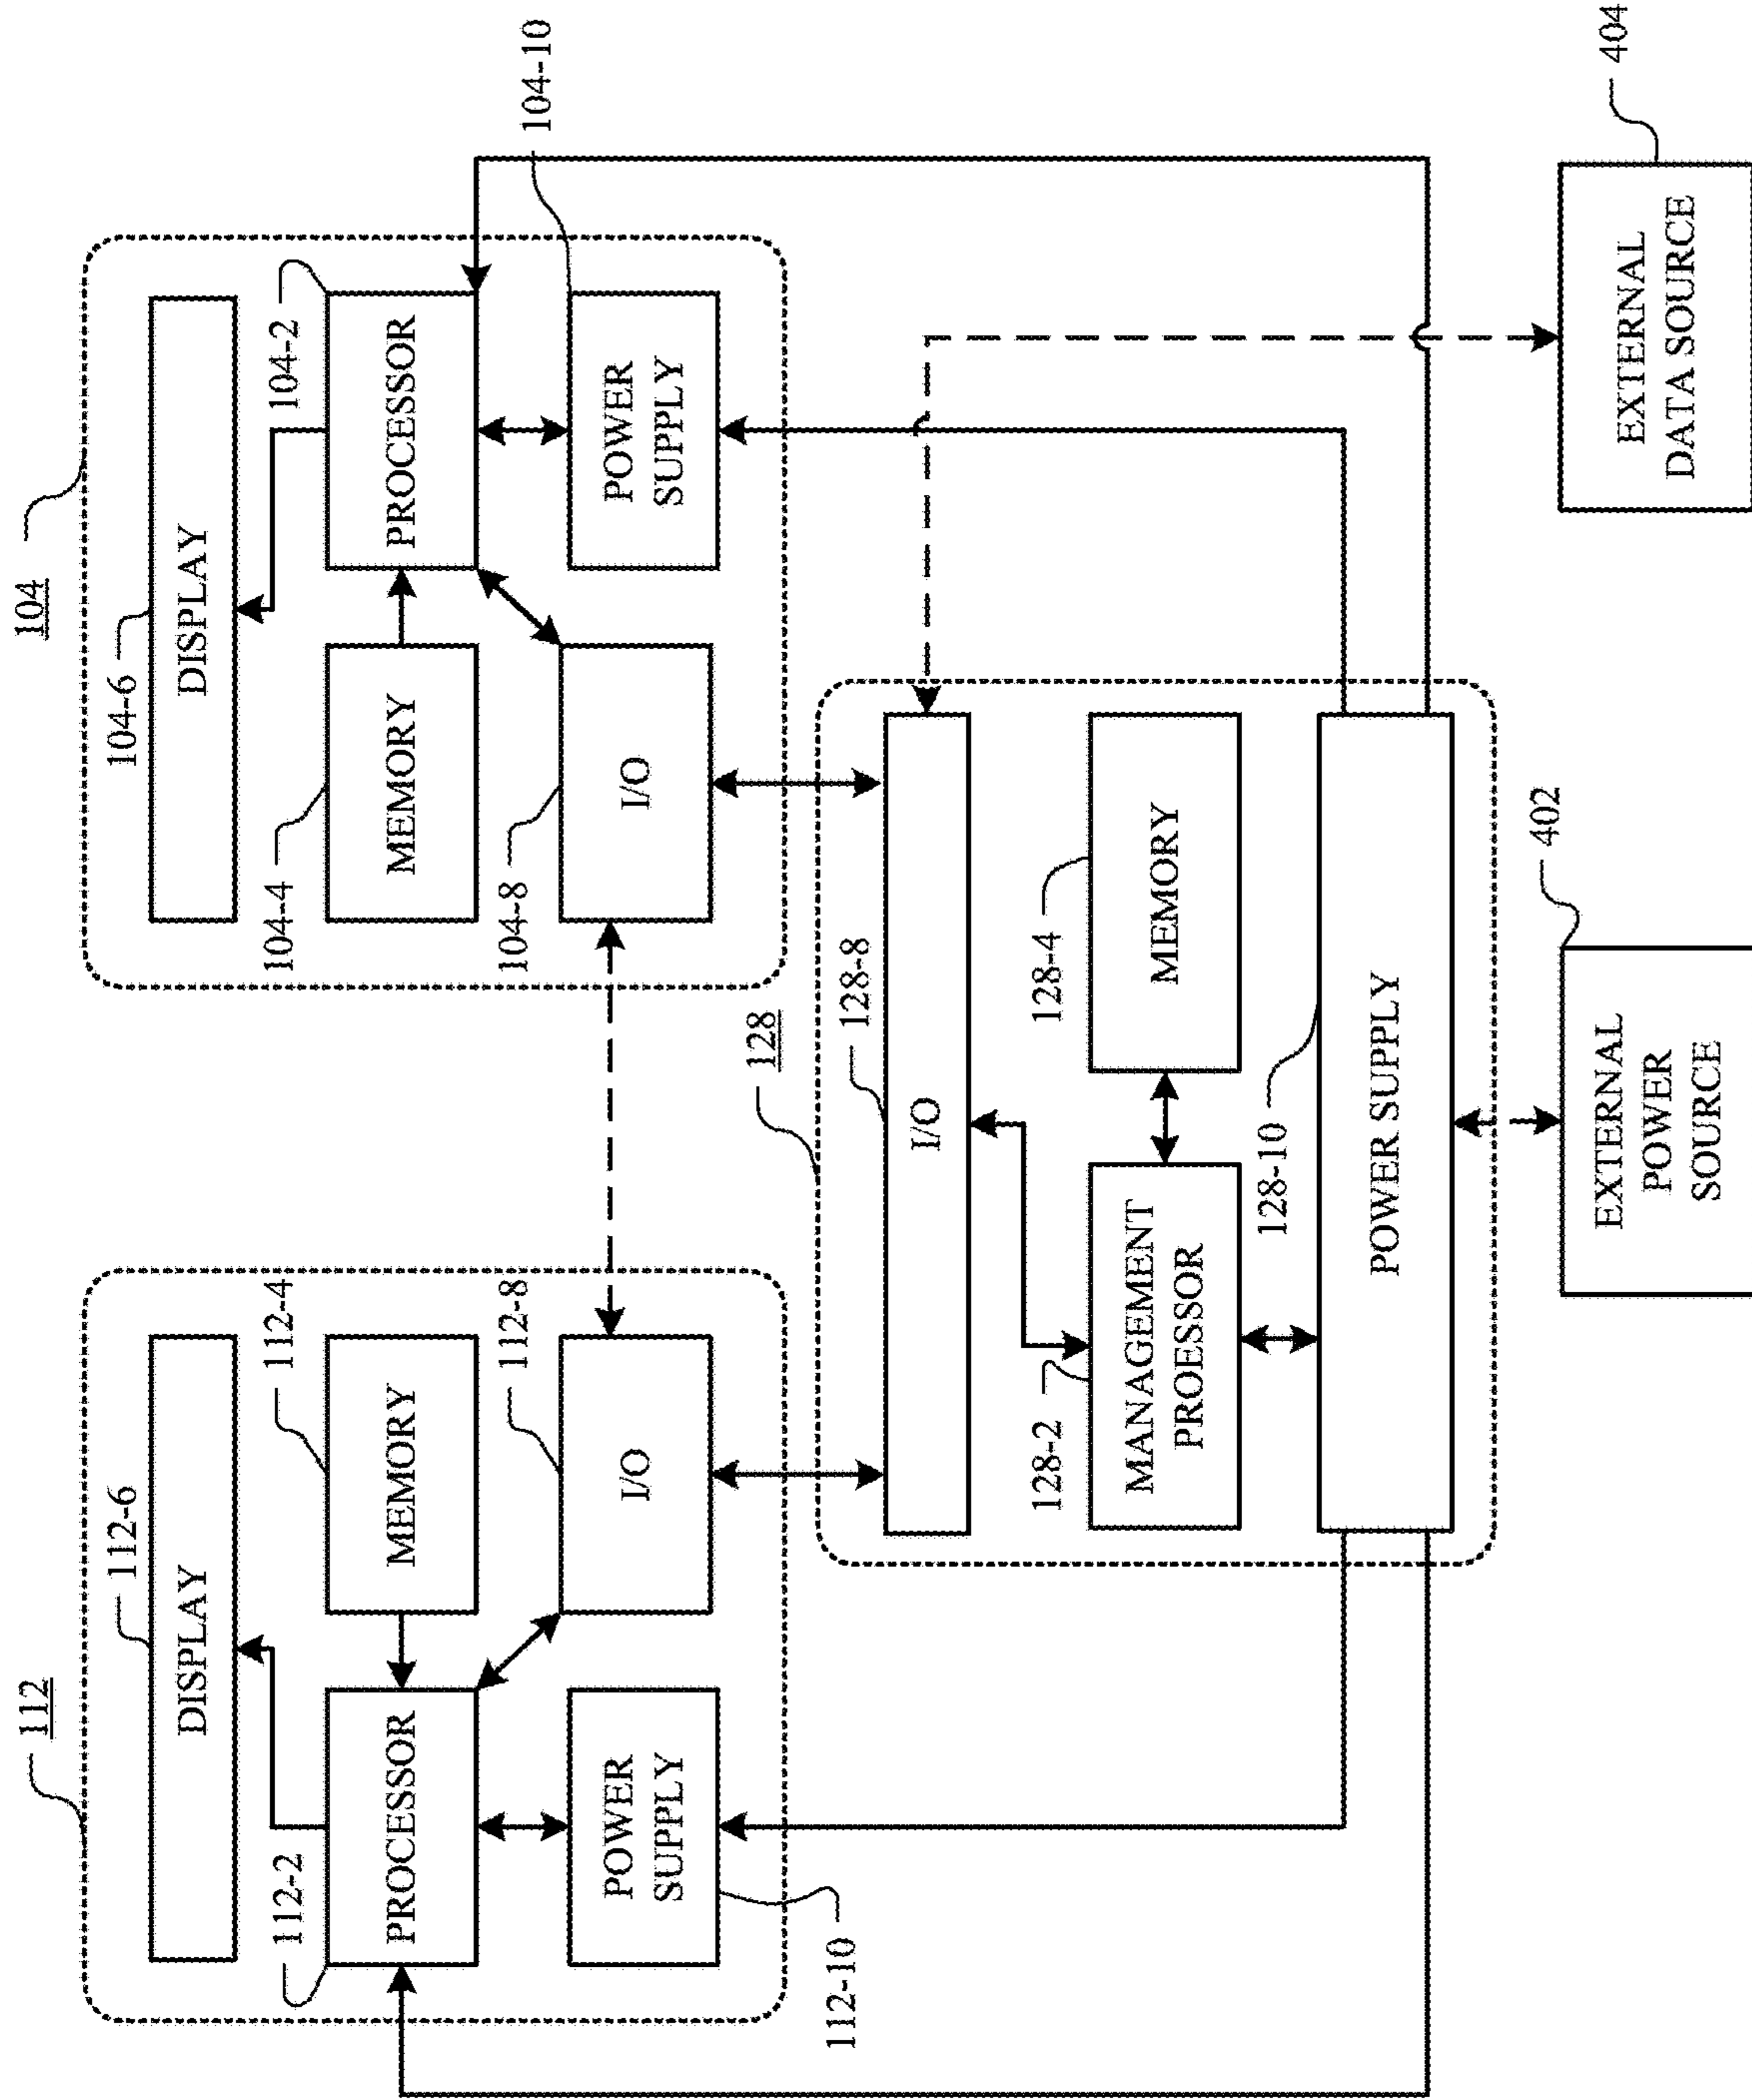 112
104
112-6
104-6
DISPLAY
DISPLAY
112-2
112-4
104-4
104-2
PROCESSOR
MEMORY
MEMORY
PROCESSOR
112-8
104-8
104-10
POWER
SUPPLY
I/O
I/O
POWER
SUPPLY
112-10
128
128-8
I/O
128-2
128-4
MANAGEMENT
PROESSOR
MEMORY
128-10
POWER SUPPLY
402
404
EXTERNAL
POWER
SOURCE
EXTERNAL
DATA SOURCE